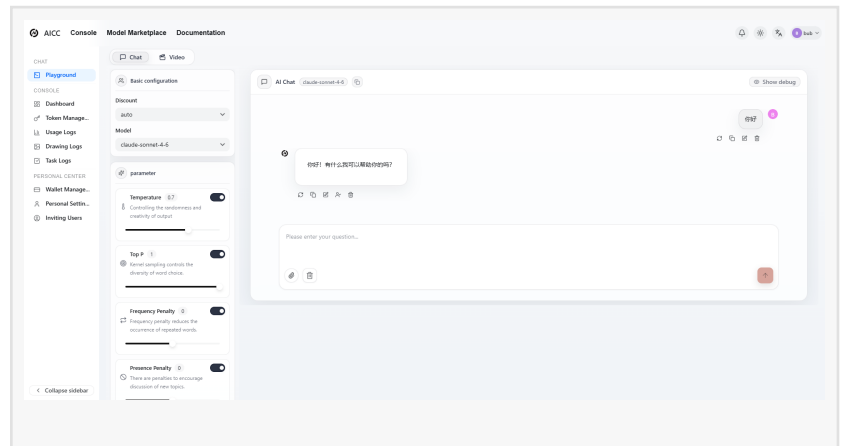 AICC Console Model Marketplace Documentation
huh
CHAT
Playground
CONSOLE
Dashboard
Token Manage...
Usage Logs
Drawing Logs
Task Logs
PERSONAL CENTER
Wallet Manage...
Personal Settin...
Inviting Users
Collapse sidebar
Chat Video
Basic configuration
Discount
auto
Model
claude-sonnet-4-6
parameter
Temperature 0.7
Controlling the randomness and
creativity of output
Top P 1
Kernel sampling controls the
diversity of word choice.
Frequency Penalty 0
Frequency penalty reduces the
occurrence of repeated words.
Presence Penalty 0
There are penalties to encourage
discussion of new topics.
AI Chat claude-sonnet-4-6
Show debug
你好
你好！有什么我可以帮助你的吗？
Please enter your question...